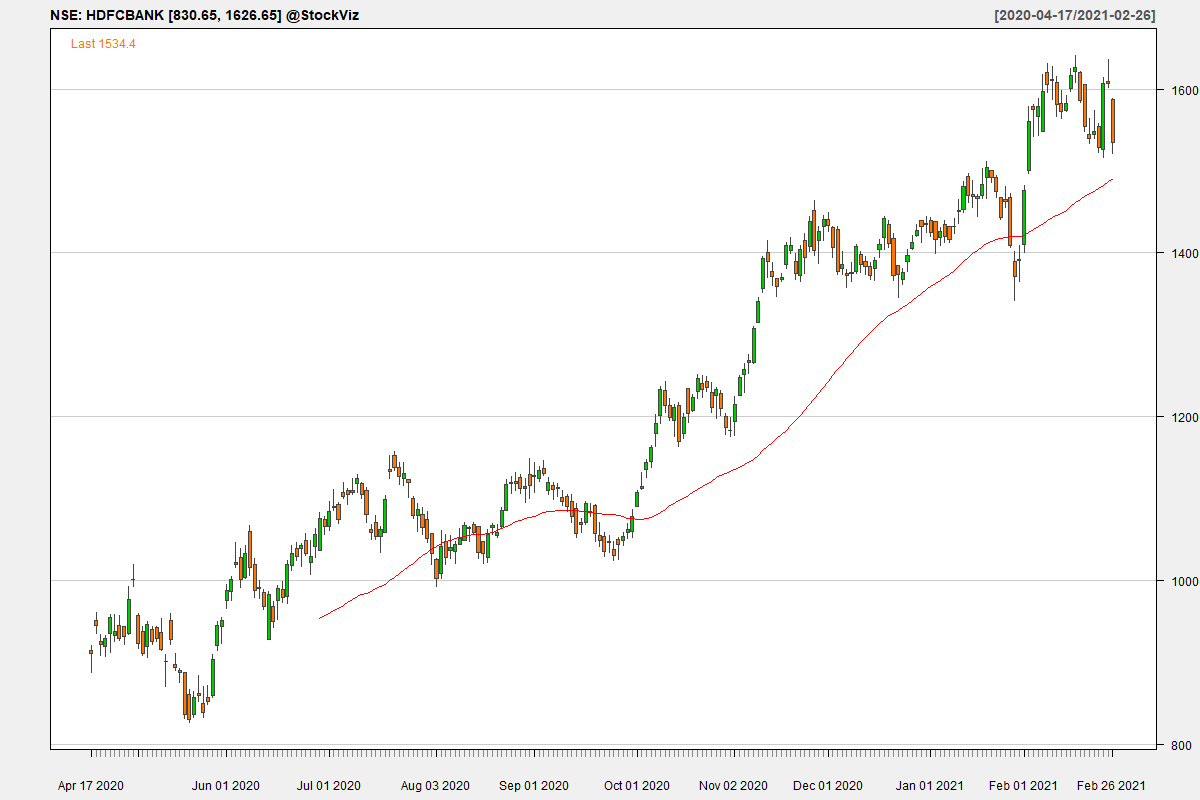 NSE: HDFCBANK [830.65, 1626.65] @StockViz
[2020-04-17/2021-02-26]
Last 1534.4
1600
1400
1200
1000
800
Apr 17 2020 Jun 01 2020 Jul 01 2020 Aug 03 2020 Sep 01 2020 Oct 01 2020 Nov 02 2020 Dec 01 2020 Jan 01 2021 Feb 01 2021 Feb 26 2021